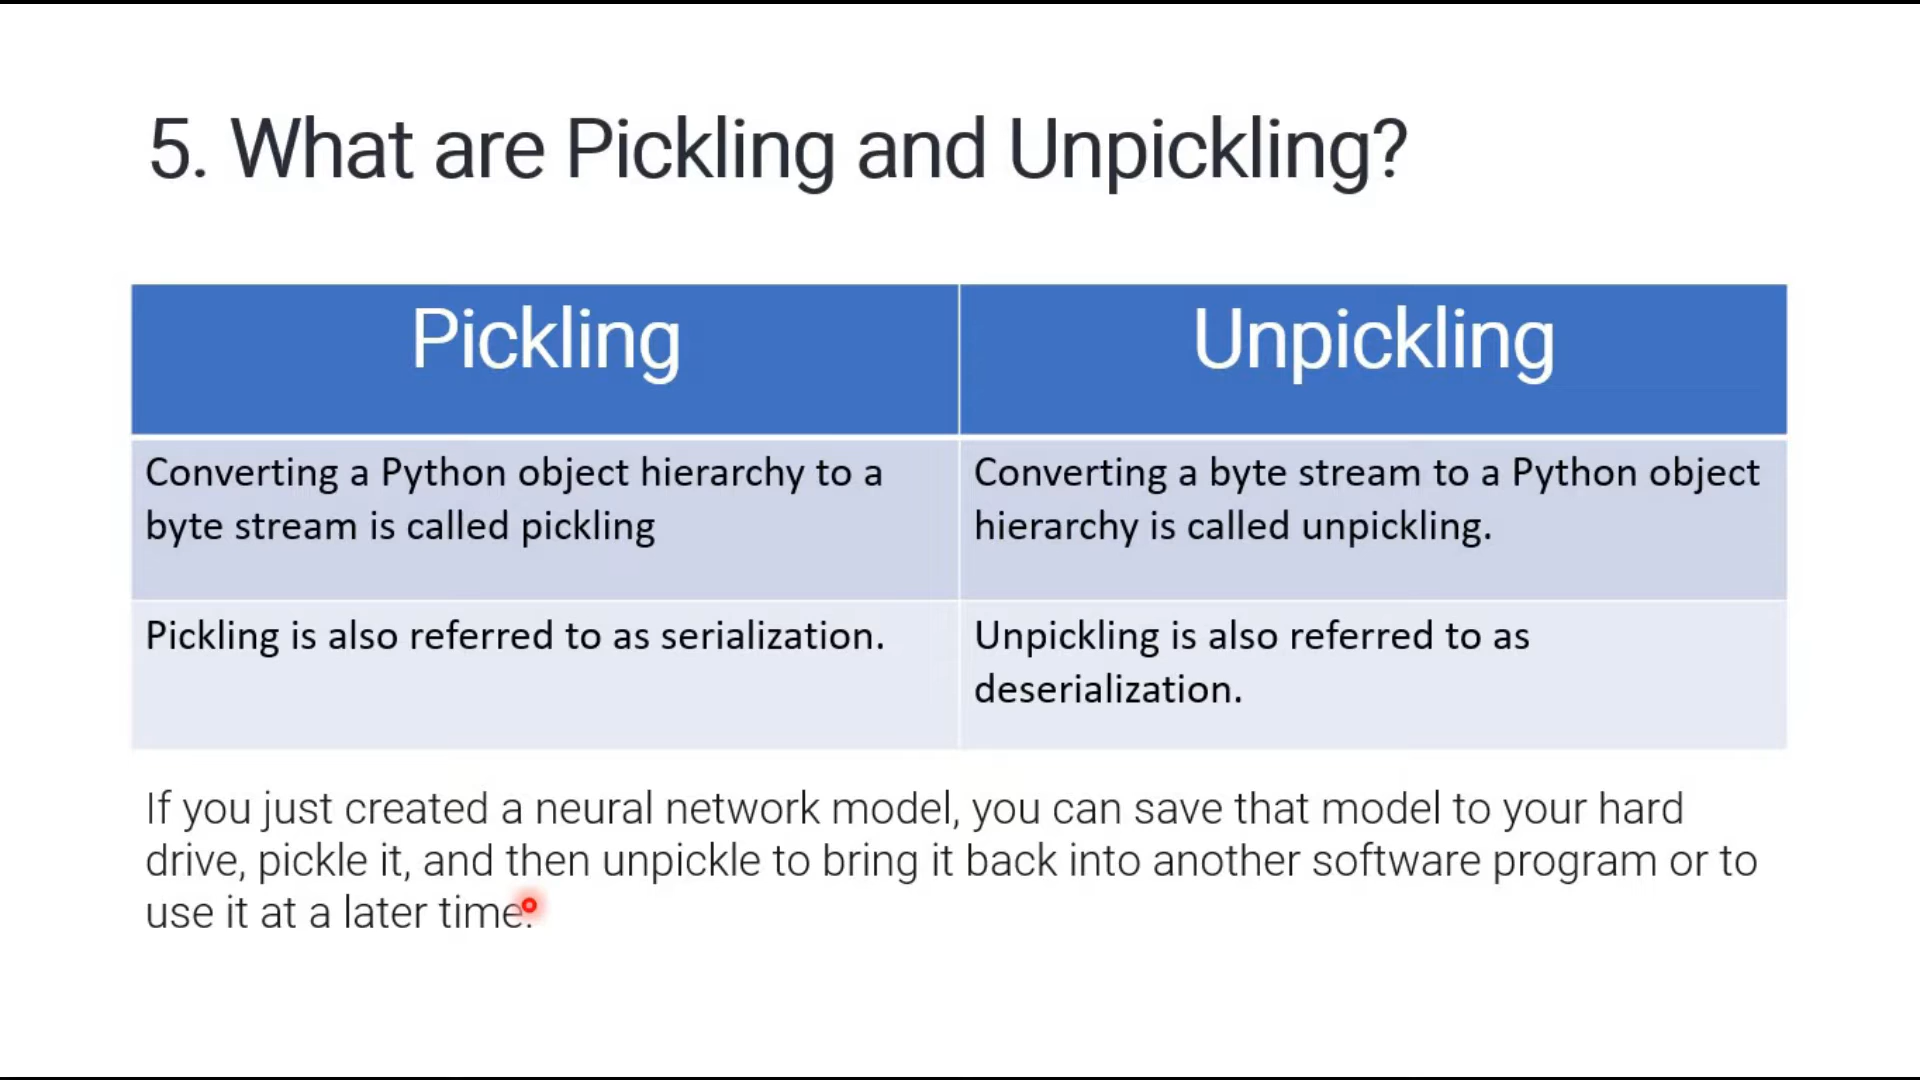 5. What are Pickling and Unpickling?
Pickling
Unpickling
Converting a Python object hierarchy to a
byte stream is called pickling
Converting a byte stream to a Python object
hierarchy is called unpickling.
Pickling is also referred to as serialization.
Unpickling is also referred to as
deserialization.
If you just created a neural network model, you can save that model to your hard
drive, pickle it, and then unpickle to bring it back into another software program or to
use it at a later time.